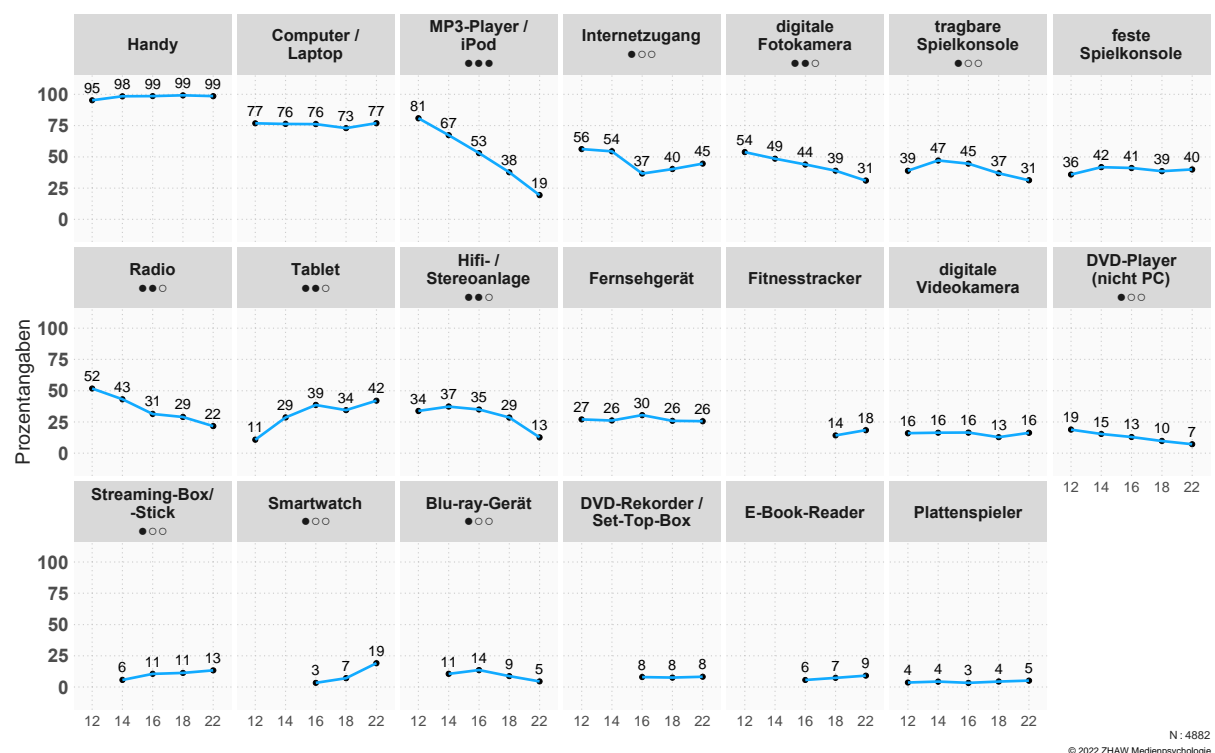 Handy
Computer /
Laptop
MP3-Player /
iPod
●●●
Internetzugang
●○○
digitale
Fotokamera
●●○
tragbare
Spielkonsole
●○○
feste
Spielkonsole
100
75
50
25
0
95 98 99 99 99
77 76 76 73 77
81 67 53 38 19
56 54 37 40 45
54 49 44 39 31
39 47 45 37 31
36 42 41 39 40
Prozentangaben
Radio
●●○
Tablet
●●○
Hifi- /
Stereoanlage
●●○
Fernsehgerät
Fitnesstracker
digitale
Videokamera
DVD-Player
(nicht PC)
●○○
100
75
50
25
0
52 43 31 29 22
11 29 39 34 42
34 37 35 29 13
27 26 30 26 26
14 18
16 16 16 13 16
19 15 13 10 7
12 14 16 18 22
Streaming-Box/
-Stick
●○○
Smartwatch
●○○
Blu-ray-Gerät
●○○
DVD-Rekorder /
Set-Top-Box
E-Book-Reader
Plattenspieler
100
75
50
25
0
6 11 11 13
3 7 19
11 14 9 5
8 8 8
6 7 9
4 4 3 4 5
12 14 16 18 22
12 14 16 18 22
12 14 16 18 22
12 14 16 18 22
12 14 16 18 22
12 14 16 18 22
N : 4882
© 2022 ZHAW Medienpsychologie